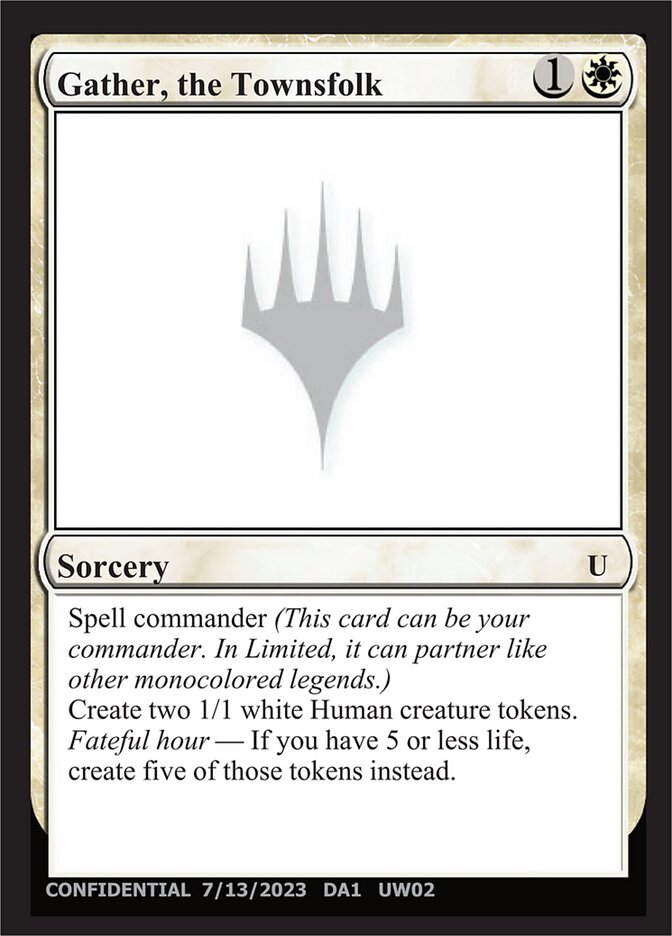 Gather, the Townsfolk 1
Sorcery U
Spell commander (This card can be your
commander. In Limited, it can partner like
other monocolored legends.)
Create two 1/1 white Human creature tokens.
Fateful hour — If you have 5 or less life,
create five of those tokens instead.
CONFIDENTIAL 7/13/2023 DA1 UW02